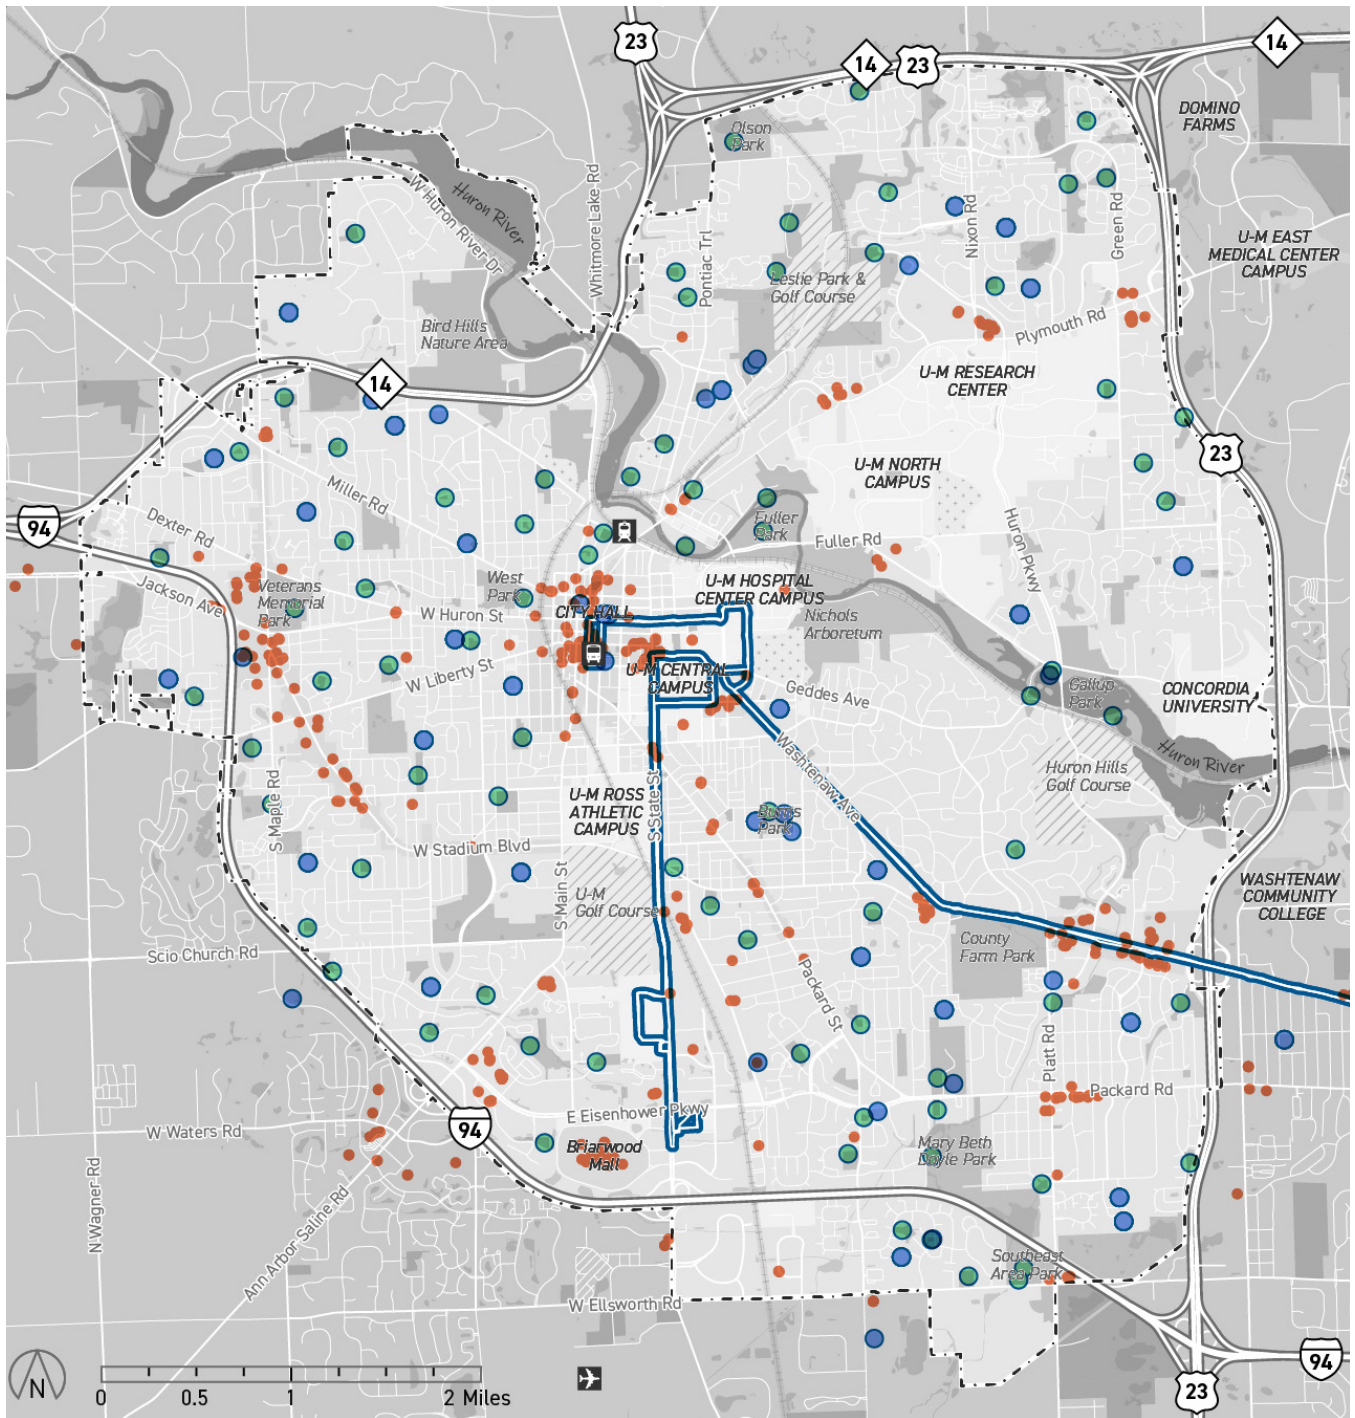 23
14
14
23
DOMINO
FARMS
Olson
Park
Huron River
W Huron River Dr
Whitmore Lake Rd
Pontiac Trl
Nixon Rd
Green Rd
U-M EAST
MEDICAL CENTER
CAMPUS
Leslie Park &
Golf Course
Bird Hills
Nature Area
Plymouth Rd
14
U-M RESEARCH
CENTER
23
U-M NORTH
CAMPUS
Miller Rd
94
Dexter Rd
Fuller
Park
Fuller Rd
Huron Pkwy
Jackson Ave
Veterans
Memorial
Park
West
Park
U-M HOSPITAL
CENTER CAMPUS
W Huron St
CITY HALL
Nichols
Arboretum
W Liberty St
U-M CENTRAL
CAMPUS
Geddes Ave
Gallup
Park
CONCORDIA
UNIVERSITY
Huron River
Washtenaw Ave
Huron Hills
Golf Course
S Maple Rd
U-M ROSS
ATHLETIC
CAMPUS
S State St
Burns
Park
W Stadium Blvd
S Main St
U-M
Golf Course
WASHTENAW
COMMUNITY
COLLEGE
Scio Church Rd
County
Farm Park
Packard St
Platt Rd
Packard Rd
E Eisenhower Pkwy
W Waters Rd
94
Briarwood
Mall
Mary Beth
Doyle Park
N Wagner Rd
Ann Arbor Saline Rd
Southeast
Area Park
W Ellsworth Rd
N
0
0.5
1
2 Miles
94
23